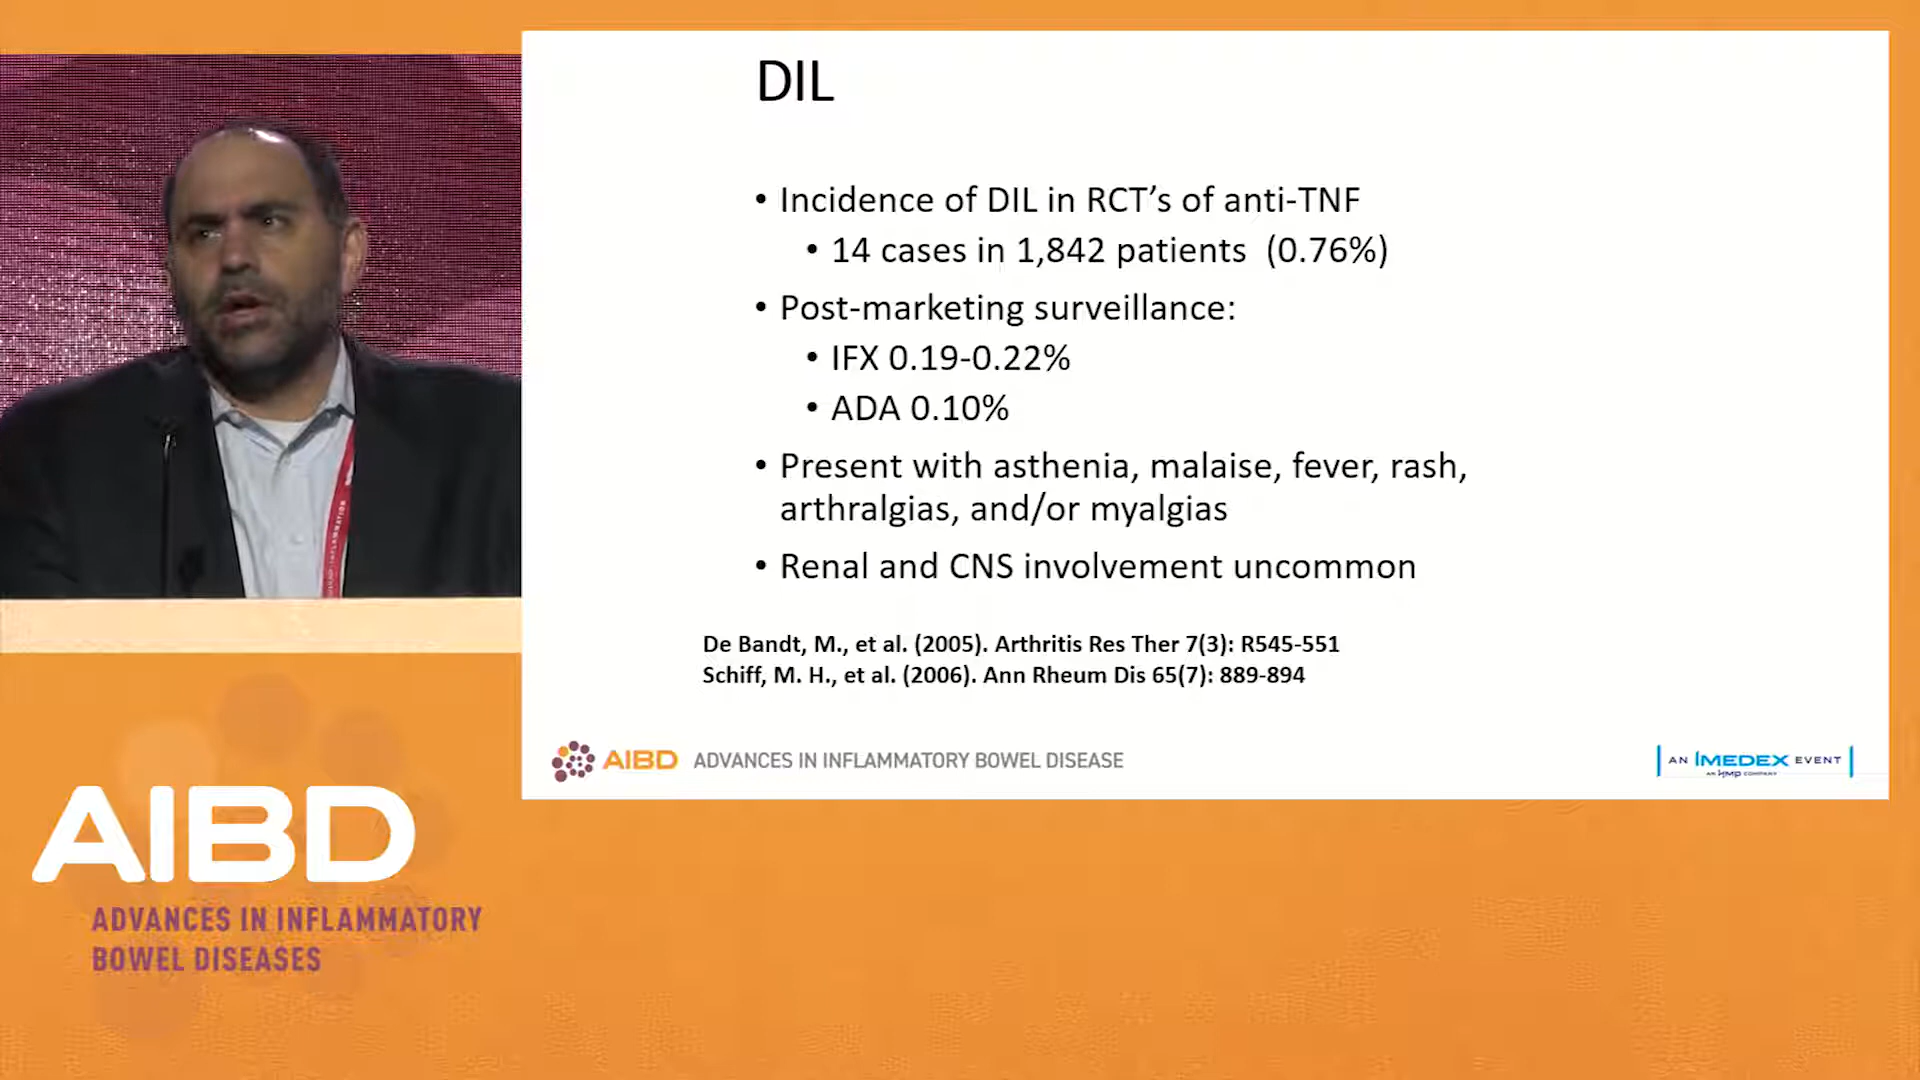 DIL
• Incidence of DIL in RCT’s of anti-TNF
• 14 cases in 1,842 patients (0.76%)
• Post-marketing surveillance:
• IFX 0.19-0.22%
• ADA 0.10%
• Present with asthenia, malaise, fever, rash,
arthralgias, and/or myalgias
• Renal and CNS involvement uncommon
De Bandt, M., et al. (2005). Arthritis Res Ther 7(3): R545-551
Schiff, M. H., et al. (2006). Ann Rheum Dis 65(7): 889-894
AIBD ADVANCES IN INFLAMMATORY BOWEL DISEASE
AN IMEDEX EVENT
AN hmp COMPANY
AIBD
ADVANCES IN INFLAMMATORY
BOWEL DISEASES